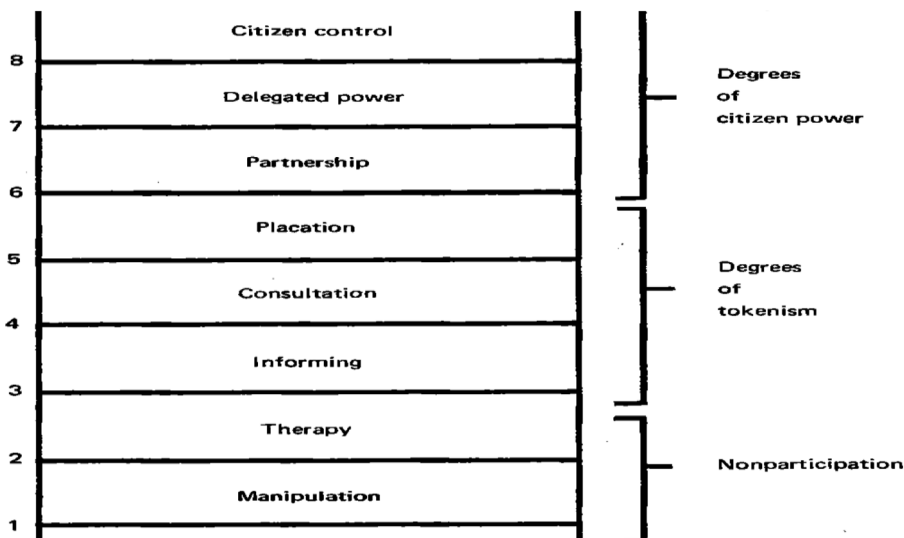 Citizen control
8
Delegated power
7
Partnership
6
Placation
5
Consultation
4
Informing
3
Therapy
2
Manipulation
1
Degrees
of
citizen power
Degrees
of
tokenism
Nonparticipation